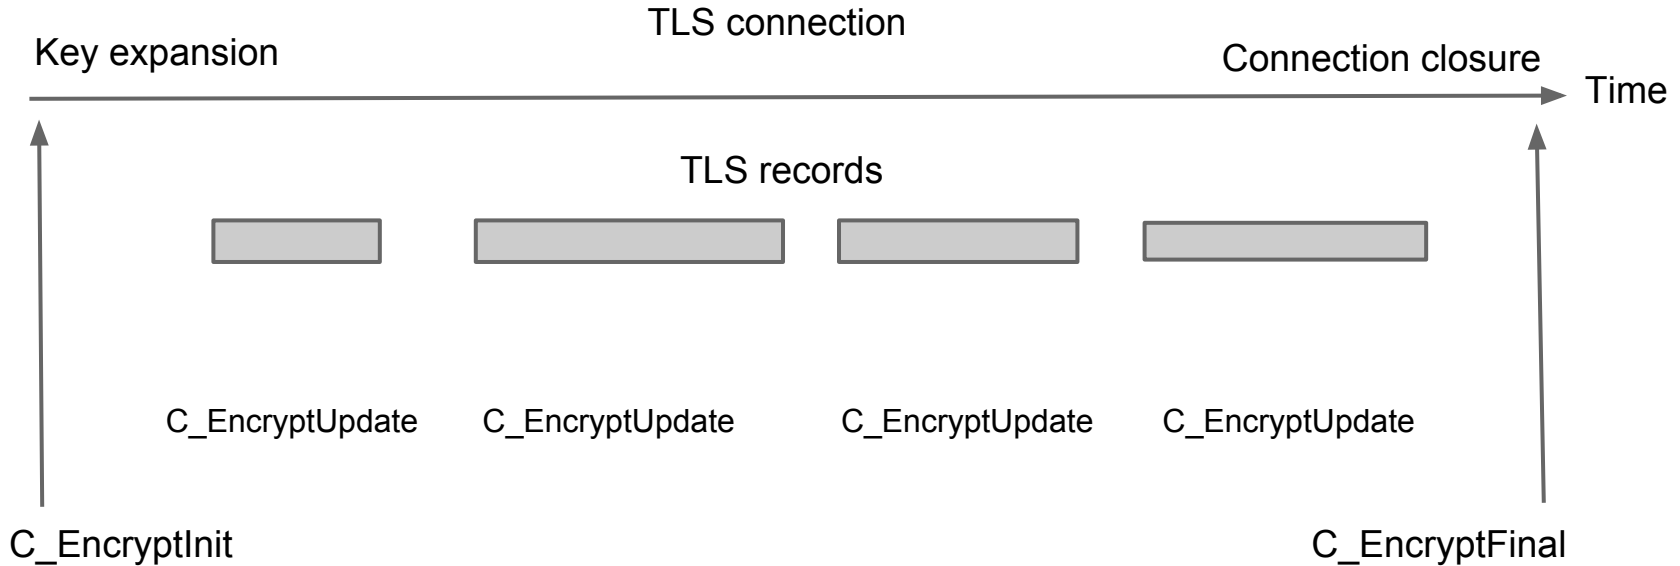 TLS connection
Key expansion
Connection closure
Time
TLS records
C_EncryptUpdate C_EncryptUpdate C_EncryptUpdate C_EncryptUpdate
C_EncryptInit C_EncryptFinal